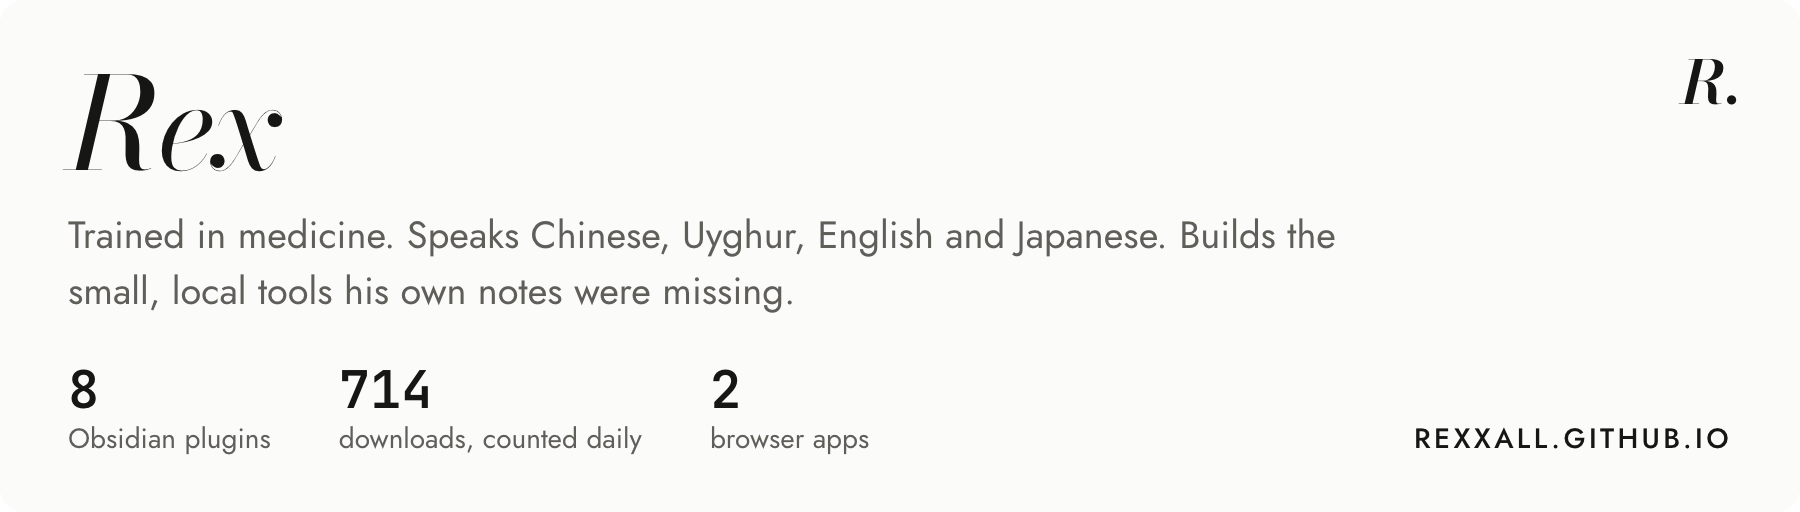 Rex
R.
Trained in medicine. Speaks Chinese, Uyghur, English and Japanese. Builds the
small, local tools his own notes were missing.
8
Obsidian plugins
714
downloads, counted daily
2
browser apps
REXXALL.GITHUB.IO